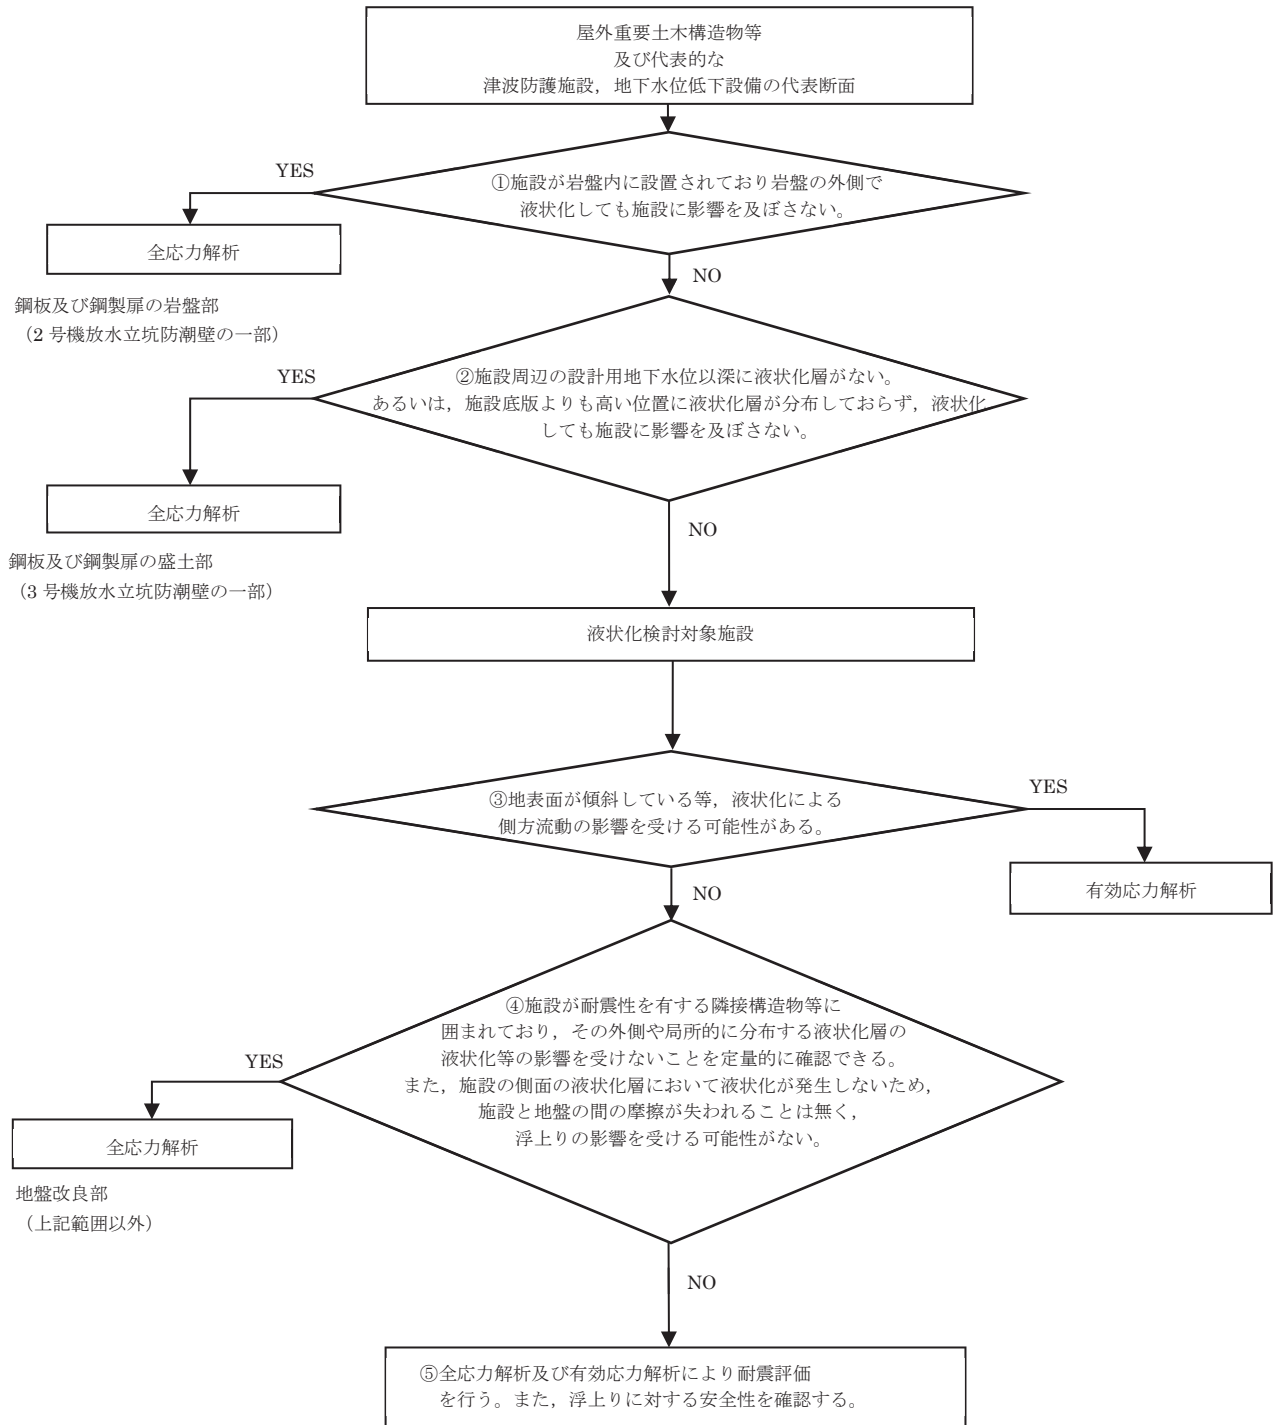 屋外重要土木構造物等
及び代表的な
津波防護施設，地下水位低下設備の代表断面
YES
①施設が岩盤内に設置されており岩盤の外側で
液状化しても施設に影響を及ぼさない。
全応力解析
NO
鋼板及び鋼製扉の岩盤部
（2 号機放水立坑防潮壁の一部）
YES
②施設周辺の設計用地下水位以深に液状化層がない。
あるいは，施設底版よりも高い位置に液状化層が分布しておらず，液状化
しても施設に影響を及ぼさない。
全応力解析
NO
鋼板及び鋼製扉の盛土部
（3 号機放水立坑防潮壁の一部）
液状化検討対象施設
③地表面が傾斜している等，液状化による
側方流動の影響を受ける可能性がある。
YES
有効応力解析
NO
④施設が耐震性を有する隣接構造物等に
囲まれており，その外側や局所的に分布する液状化層の
液状化等の影響を受けないことを定量的に確認できる。
また，施設の側面の液状化層において液状化が発生しないため，
施設と地盤の間の摩擦が失われることは無く，
浮上りの影響を受ける可能性がない。
YES
全応力解析
地盤改良部
（上記範囲以外）
NO
⑤全応力解析及び有効応力解析により耐震評価
を行う。また，浮上りに対する安全性を確認する。